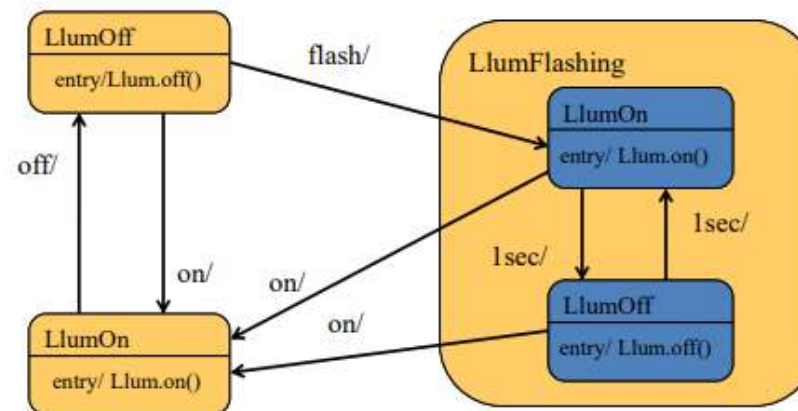 LlumOff
entry/Llum.off()
flash/
LlumFlashing
LlumOn
entry/ Llum.on()
off/
on/
1sec/
1sec/
on/
on/
LlumOff
entry/ Llum.off()
LlumOn
entry/ Llum.on()